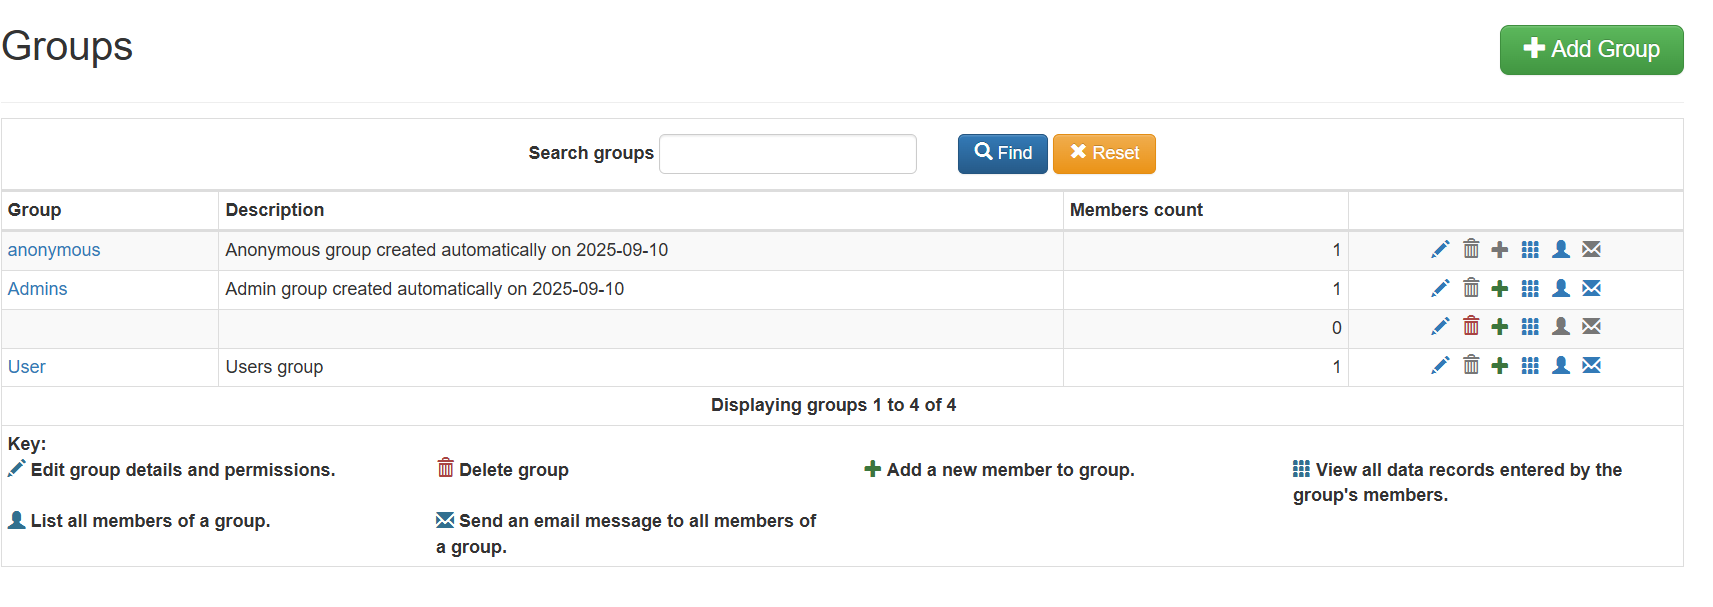 Groups
Add Group
Search groups
Find
Reset
Group Description Members count
anonymous Anonymous group created automatically on 2025-09-10 1
Admins Admin group created automatically on 2025-09-10 1
0
User Users group 1
Displaying groups 1 to 4 of 4
Key:
Edit group details and permissions.
Delete group
Add a new member to group.
View all data records entered by the
group's members.
List all members of a group.
Send an email message to all members of
a group.